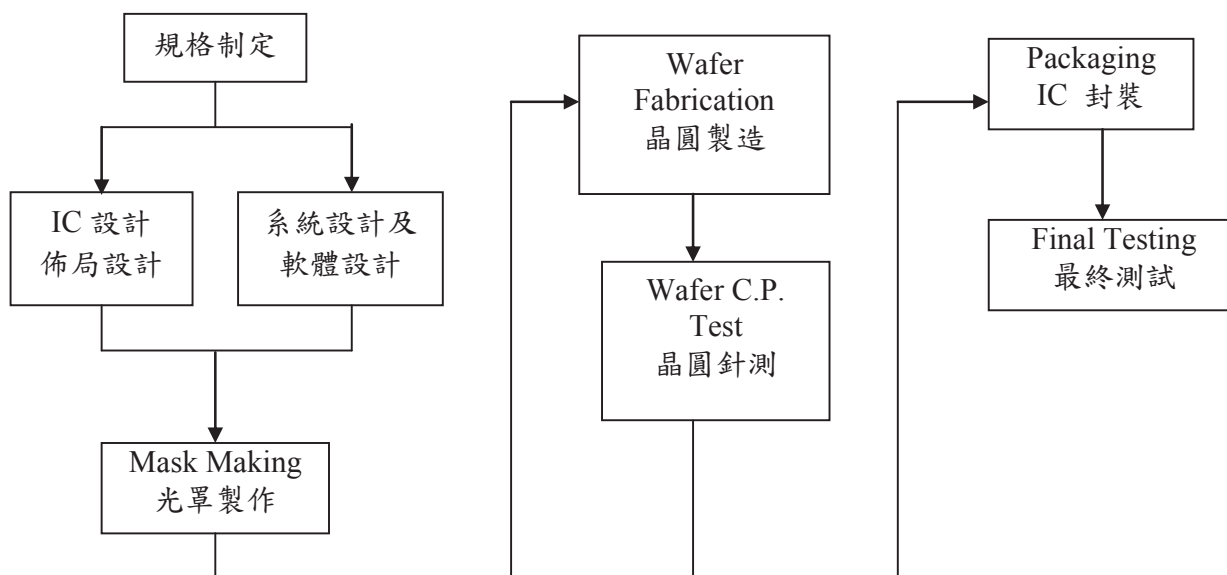 規格制定
IC 設計
佈局設計
系統設計及
軟體設計
Mask Making
光罩製作
Wafer
Fabrication
晶圓製造
Wafer C.P.
Test
晶圓針測
Packaging
IC 封裝
Final Testing
最終測試